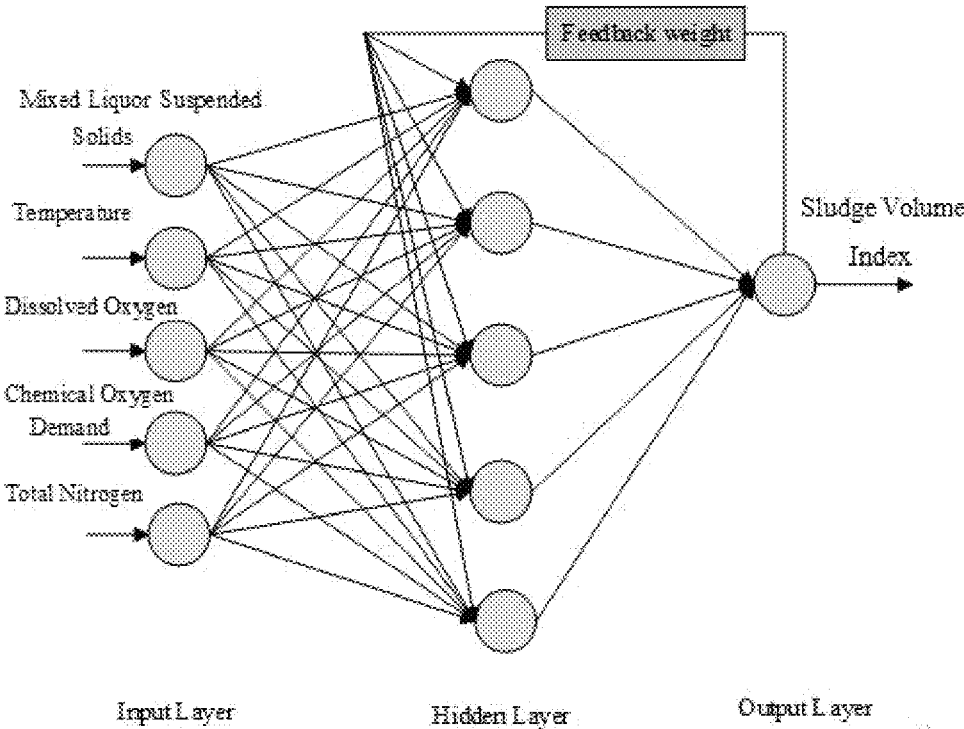 Feedback weight
Mixed Liquor Suspended
Solids
Temperature
Dissolved Oxygen
Chemical Oxygen
Demand
Total Nitrogen
Sludge Volume
Index
Input Layer
Hidden Layer
Output Layer